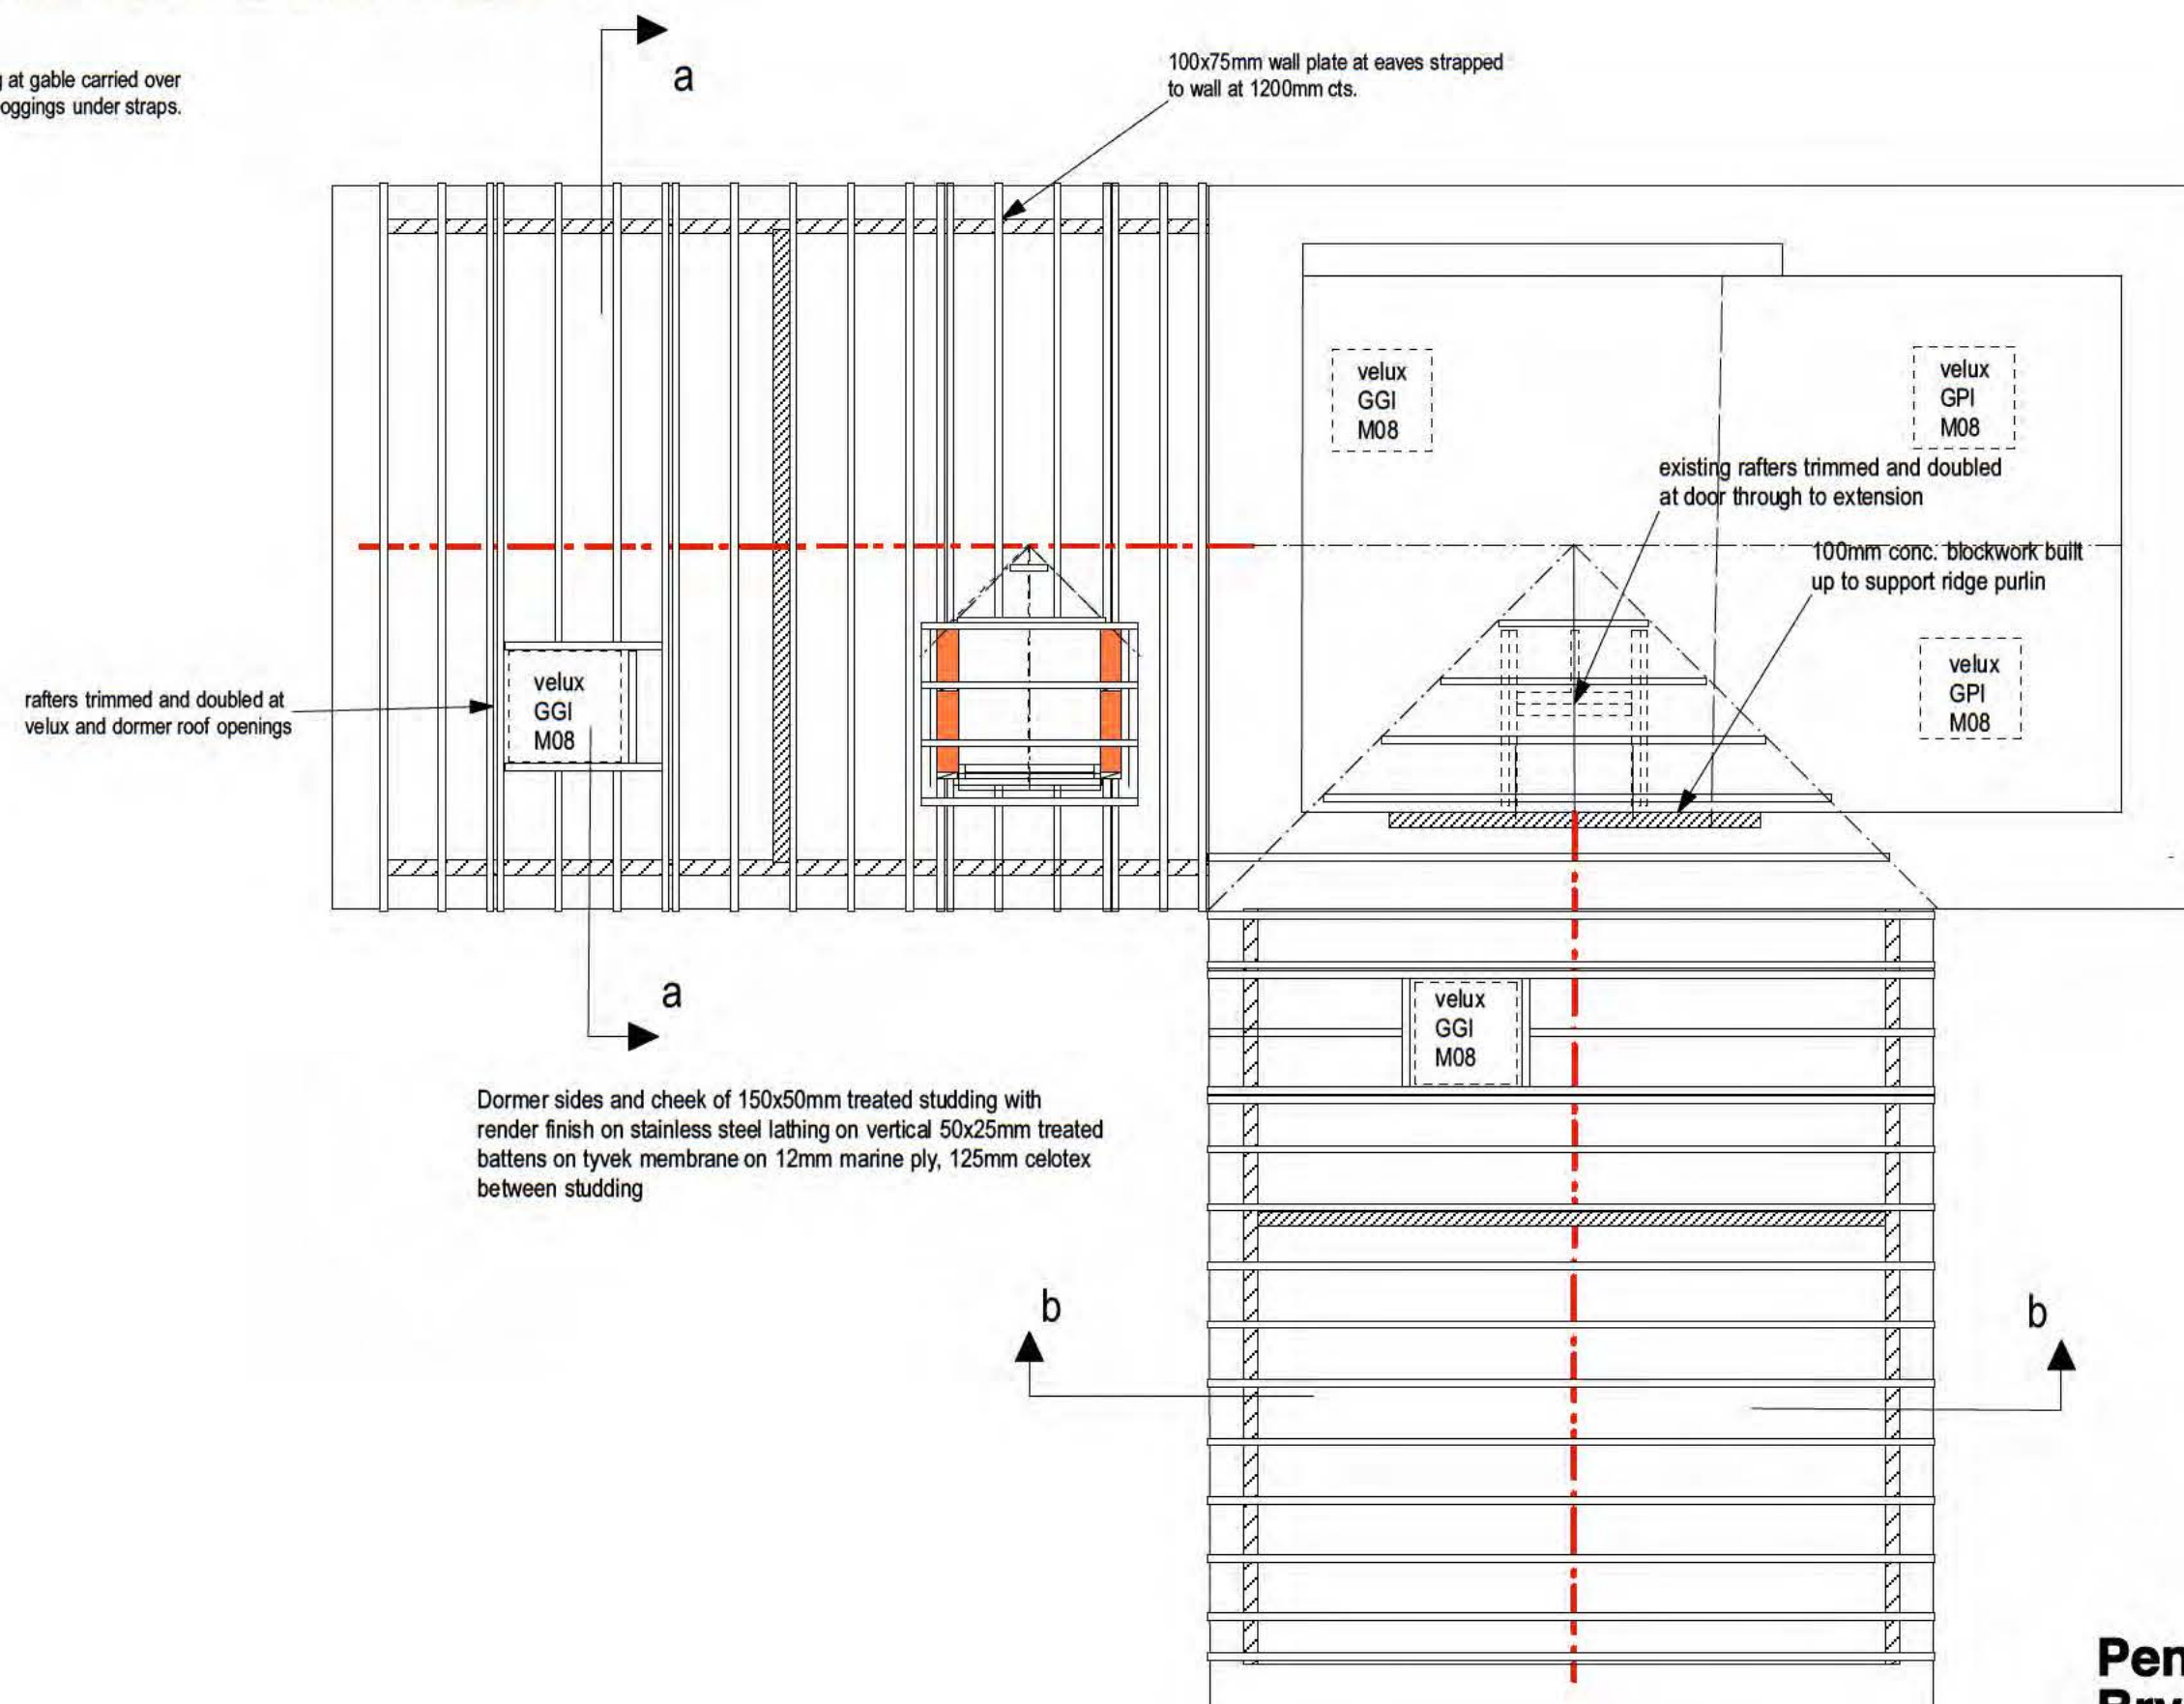 at gable carried over
oggings under straps.
a
100x75mm wall plate at eaves strapped
to wall at 1200mm cts.
velux
GGI
M08
velux
GPI
M08
existing rafters trimmed and doubled
at door through to extension
100mm conc. blockwork built
up to support ridge purlin
velux
GPI
M08
rafters trimmed and doubled at
velux and dormer roof openings
velux
GGI
M08
a
velux
GGI
M08
Dormer sides and cheek of 150x50mm treated studding with
render finish on stainless steel lathing on vertical 50x25mm treated
battens on tyvek membrane on 12mm marine ply, 125mm celotex
between studding
b
b
Pen